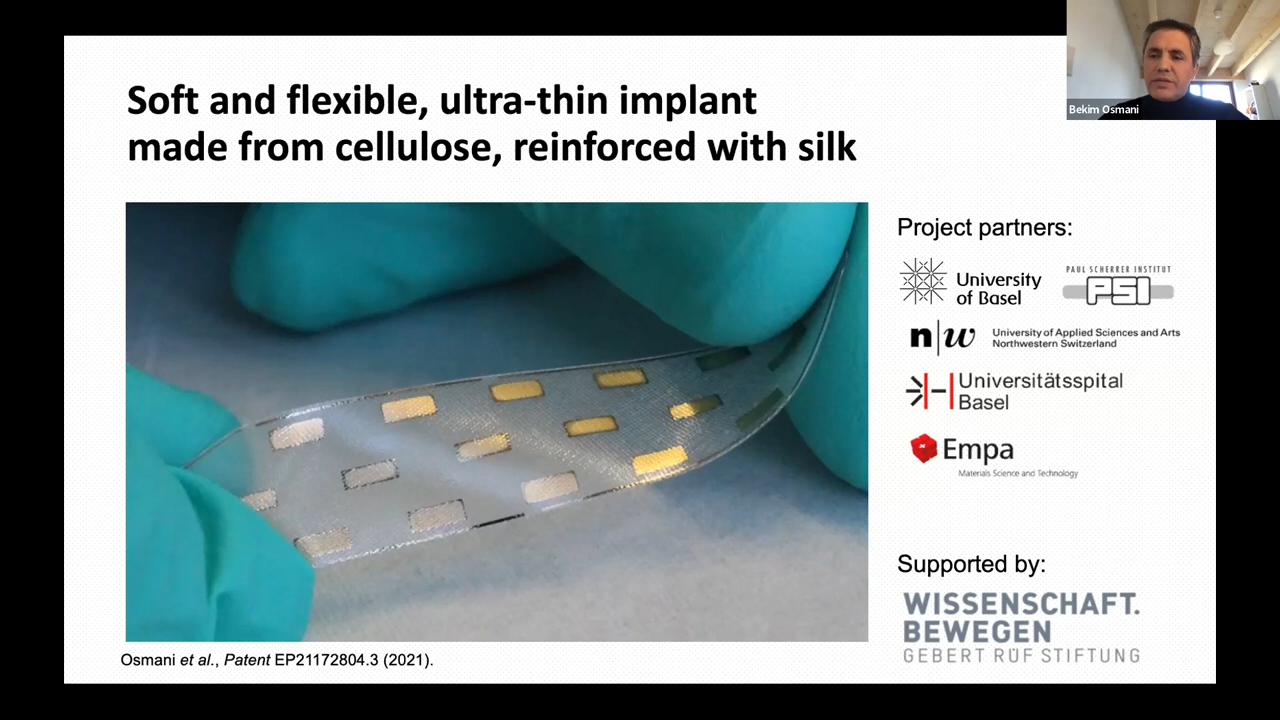 Bekim Osmani
Soft and flexible, ultra-thin implant
made from cellulose, reinforced with silk
Project partners:
University
of Basel
PAUL SCHERRER INSTITUT
PSI
n|w
University of Applied Sciences and Arts
Northwestern Switzerland
Universitätsspital
Basel
Empa
Materials Science and Technology
Supported by:
WISSENSCHAFT.
BEWEGEN
GEBERT RÜF STIFTUNG
Osmani et al., Patent EP21172804.3 (2021).